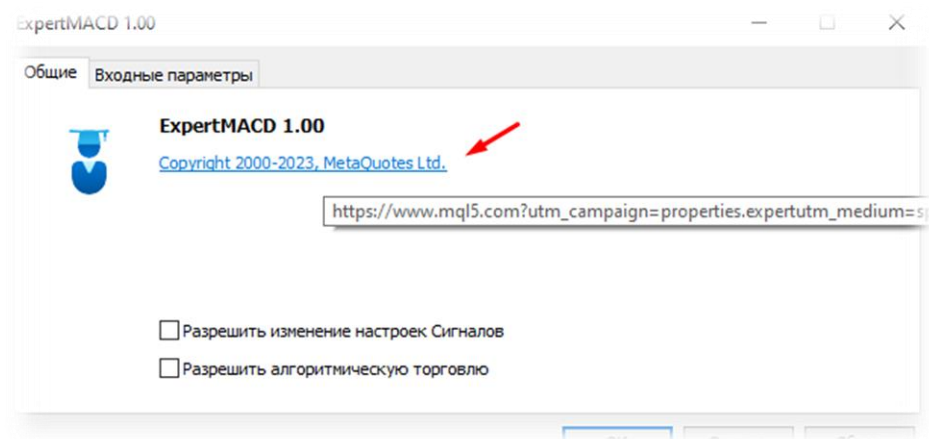 ExpertMACD 1.00
Общие Входные параметры
ExpertMACD 1.00
Copyright 2000-2023, MetaQuotes Ltd.
https://www.mql5.com?utm_campaign=properties.expertutm_medium=sp
Разрешить изменение настроек Сигналов
Разрешить алгоритмическую торговлю